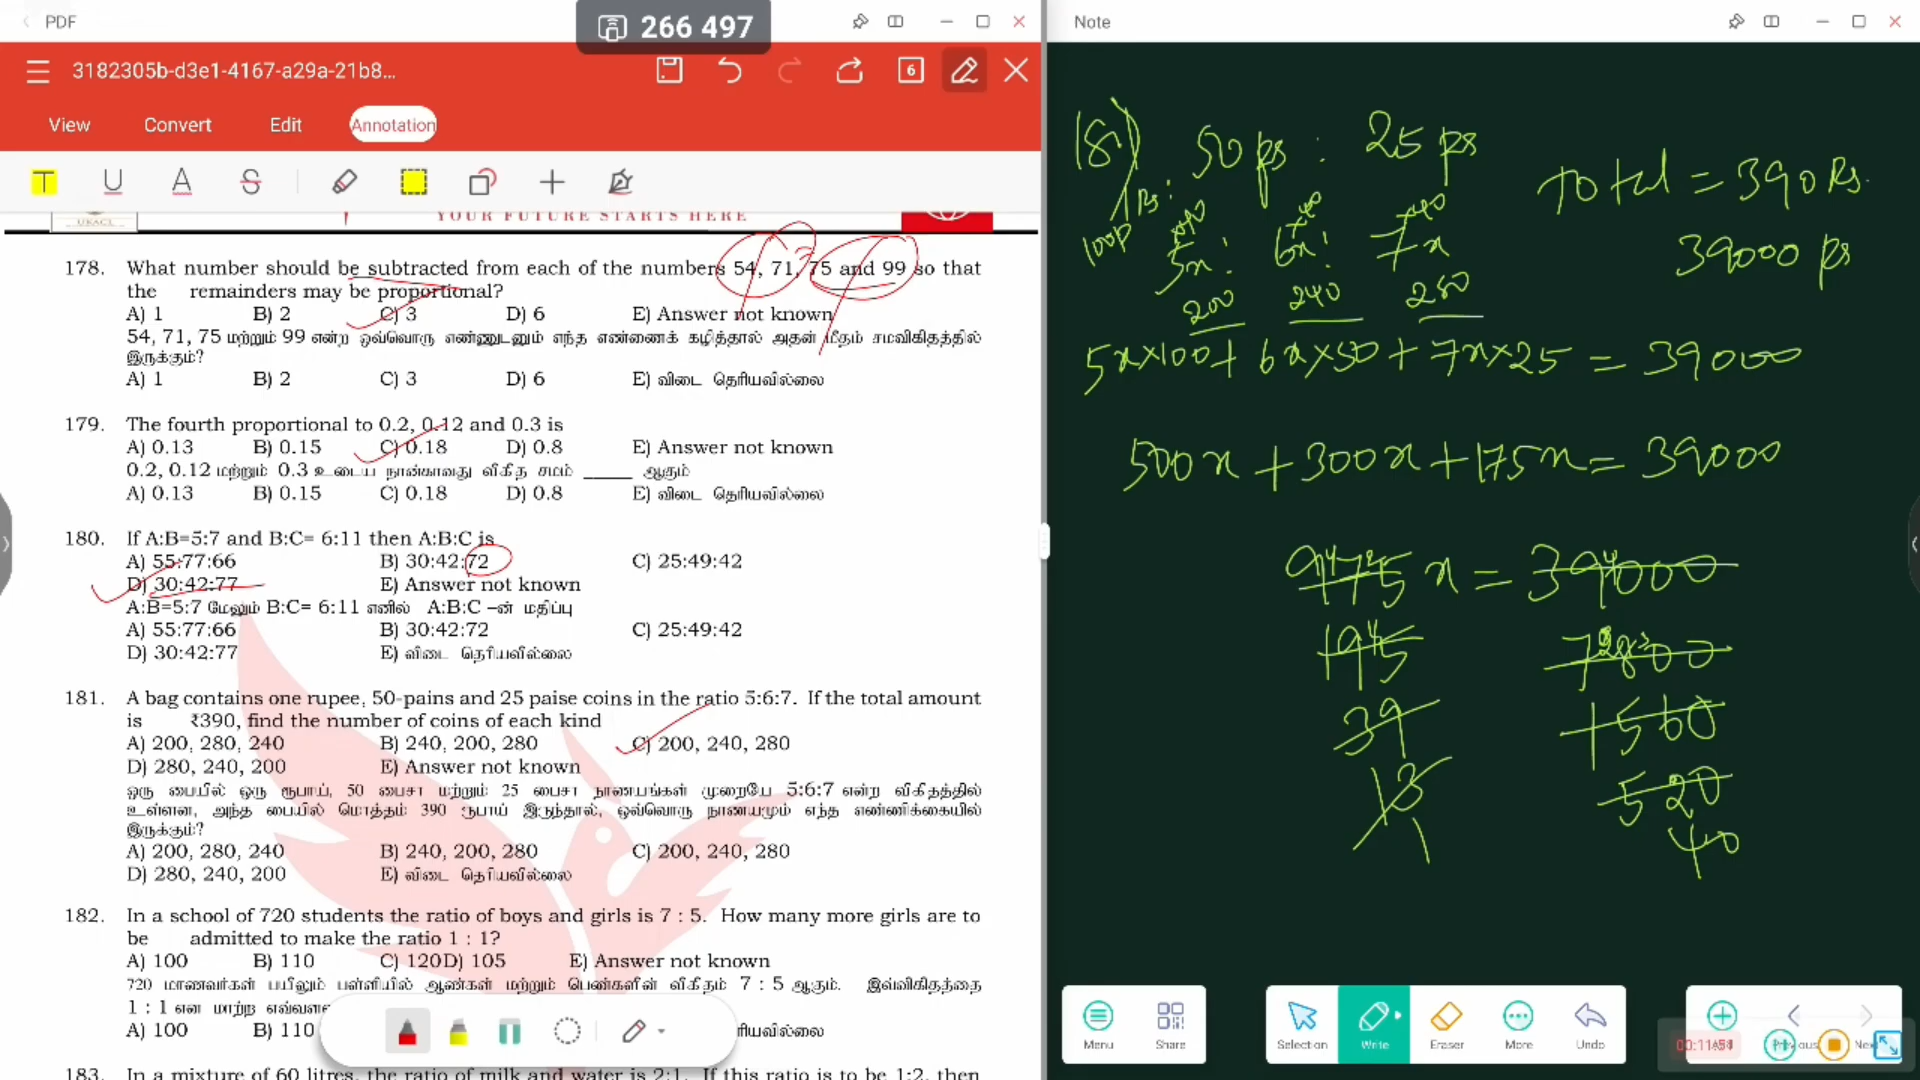 PDF
266 497
Note
3182305b-d3e1-4167-a29a-21b8...
6
View Convert Edit Annotation
YOUR FUTURE STARTS HERE
178. What number should be subtracted from each of the numbers 54, 71, 75 and 99 so that
the remainders may be proportional?
A) 1 B) 2 C) 3 D) 6 E) Answer not known
54, 71, 75 மற்றும் 99 என்ற ஒவ்வொரு எண்ணுடனும் எந்த எண்ணைக் கழித்தால் அதன் மீதம் சமவிகிதத்தில்
இருக்கும்?
A) 1 B) 2 C) 3 D) 6 E) விடை தெரியவில்லை
179. The fourth proportional to 0.2, 0.12 and 0.3 is
A) 0.13 B) 0.15 C) 0.18 D) 0.8 E) Answer not known
0.2, 0.12 மற்றும் 0.3 உடைய நான்காவது விகித சமம் _____ ஆகும்
A) 0.13 B) 0.15 C) 0.18 D) 0.8 E) விடை தெரியவில்லை
180. If A:B=5:7 and B:C= 6:11 then A:B:C is
A) 55:77:66 B) 30:42:72 C) 25:49:42
D) 30:42:77 E) Answer not known
A:B=5:7 மேலும் B:C= 6:11 எனில் A:B:C –ன் மதிப்பு
A) 55:77:66 B) 30:42:72 C) 25:49:42
D) 30:42:77 E) விடை தெரியவில்லை
181. A bag contains one rupee, 50-pains and 25 paise coins in the ratio 5:6:7. If the total amount
is ₹390, find the number of coins of each kind
A) 200, 280, 240 B) 240, 200, 280 C) 200, 240, 280
D) 280, 240, 200 E) Answer not known
ஒரு பையில் ஒரு ரூபாய், 50 பைசா மற்றும் 25 பைசா நாணயங்கள் முறையே 5:6:7 என்ற விகிதத்தில்
உள்ளன, அந்த பையில் மொத்தம் 390 ரூபாய் இருந்தால், ஒவ்வொரு நாணயமும் எந்த எண்ணிக்கையில்
இருக்கும்?
A) 200, 280, 240 B) 240, 200, 280 C) 200, 240, 280
D) 280, 240, 200 E) விடை தெரியவில்லை
182. In a school of 720 students the ratio of boys and girls is 7 : 5. How many more girls are to
be admitted to make the ratio 1 : 1?
A) 100 B) 110 C) 120D) 105 E) Answer not known
720 மாணவர்கள் பயிலும் பள்ளியில் ஆண்கள் மற்றும் பெண்களின் விகிதம் 7 : 5 ஆகும். இவ்விகிதத்தை
1 : 1 என மாற்ற
A) 100 B) 110
183. In a mixture of 60 litres, the ratio of milk and water is 2:1. If this ratio is to be 1:2, then
181) 50 ps : 25 ps
1Rs:
100P
Total = 390 Rs.
39000 ps
5x: 6x: 7x
200 240 280
5x×100+ 6x×50+7x×25 = 39000
500x+300x+175x=39000
975x = 39000
195 7800
39 1560
13 520
1 40
Menu Share Selection Write Eraser More Undo
00:11:51